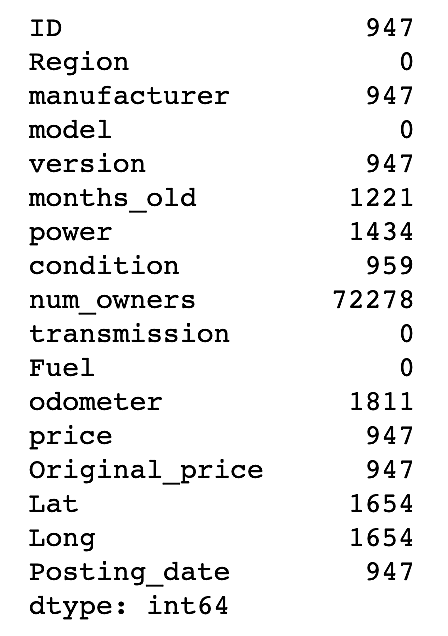 ID 947
Region 0
manufacturer 947
model 0
version 947
months_old 1221
power 1434
condition 959
num_owners 72278
transmission 0
Fuel 0
odometer 1811
price 947
Original_price 947
Lat 1654
Long 1654
Posting_date 947
dtype: int64